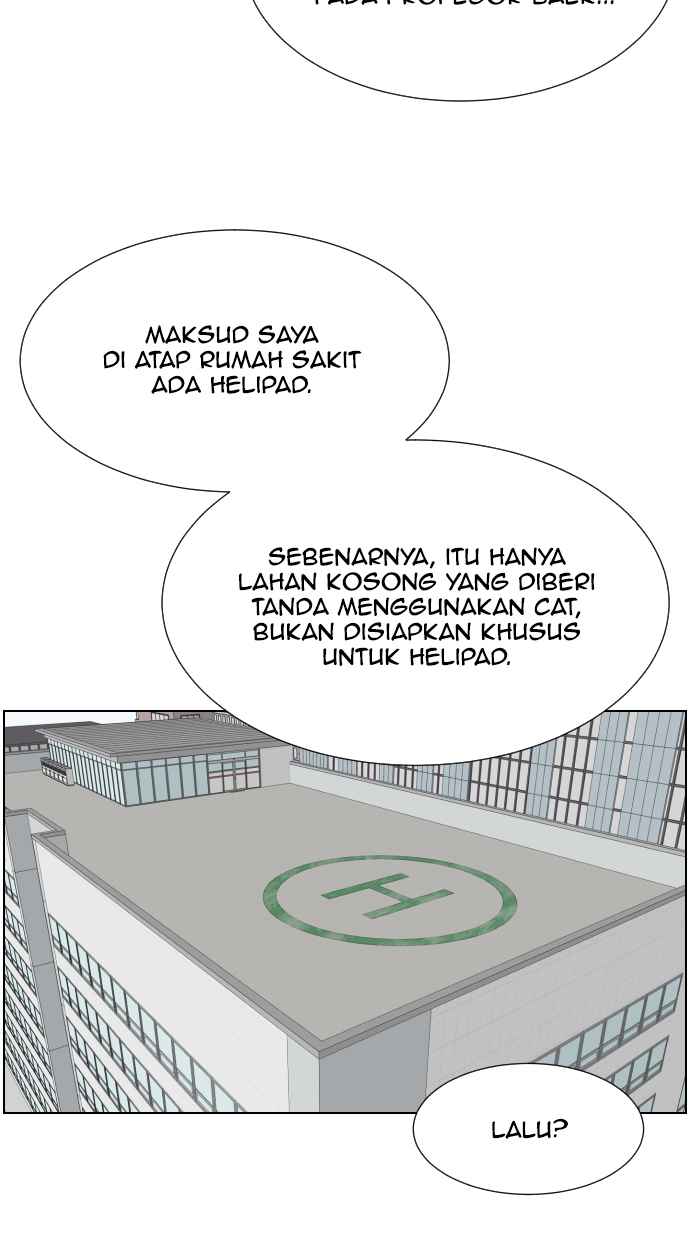 MAKSUD SAYA
DI ATAP RUMAH SAKIT
ADA HELIPAD.
SEBENARNYA, ITU HANYA
LAHAN KOSONG YANG DIBERI
TANDA MENGGUNAKAN CAT,
BUKAN DISIAPKAN KHUSUS
UNTUK HELIPAD.
H
LALU?